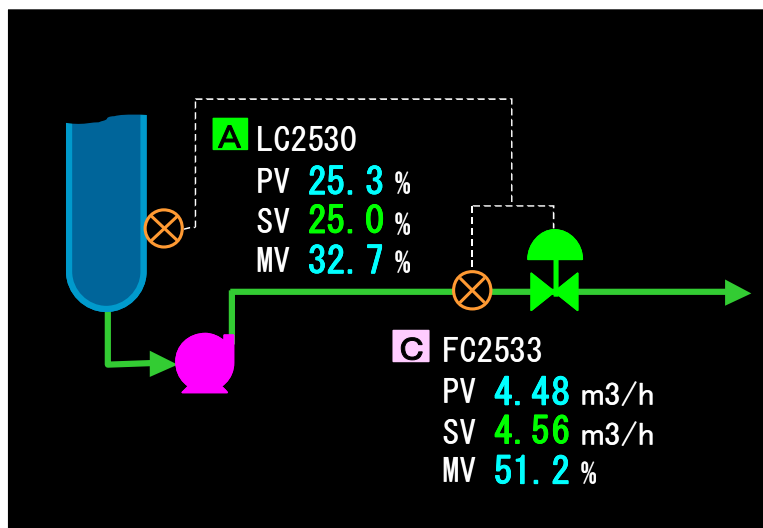 A LC2530
PV 25.3 %
SV 25.0 %
MV 32.7 %
C FC2533
PV 4.48 m3/h
SV 4.56 m3/h
MV 51.2 %